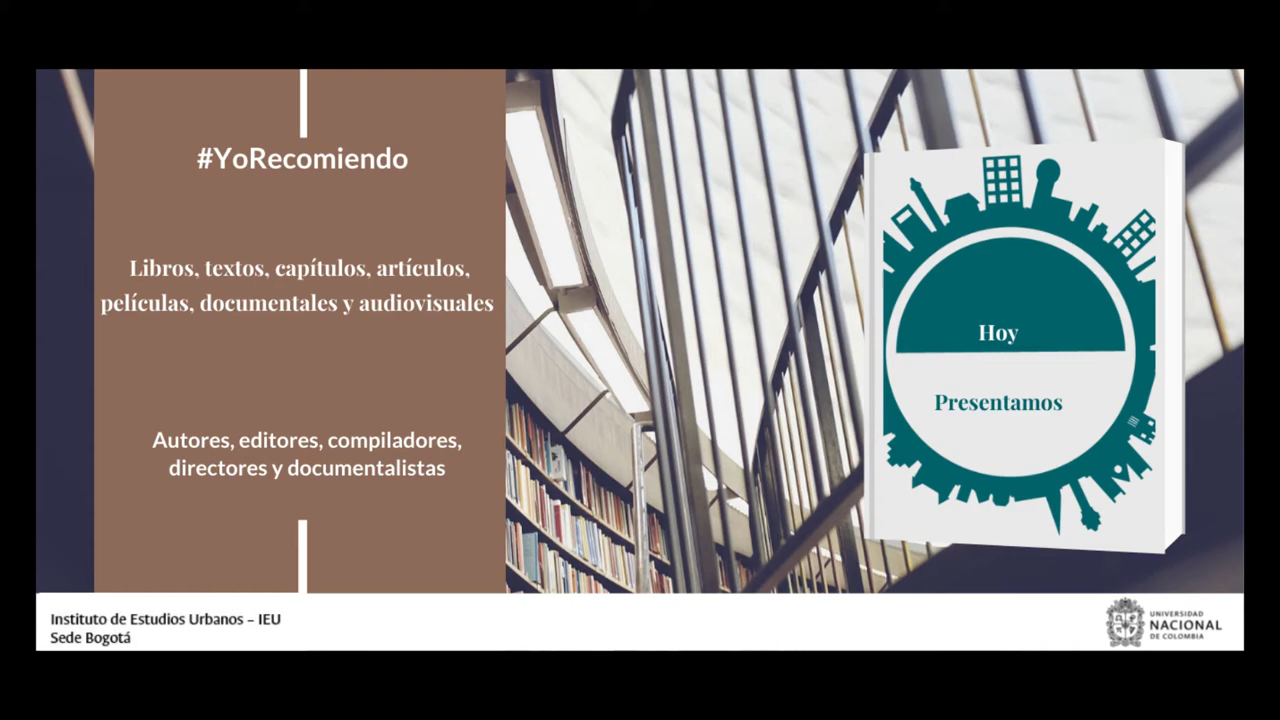 #YoRecomiendo
Libros, textos, capítulos, artículos,
películas, documentales y audiovisuales
Autores, editores, compiladores,
directores y documentalistas
Hoy
Presentamos
Instituto de Estudios Urbanos – IEU
Sede Bogotá
UNIVERSIDAD
NACIONAL
DE COLOMBIA